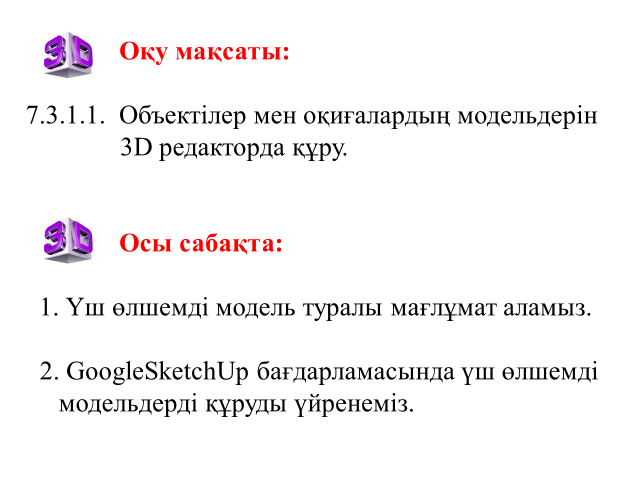 3D
Оқу мақсаты:
7.3.1.1. Объектілер мен оқиғалардың модельдерін
3D редакторда құру.
3D
Осы сабақта:
1. Үш өлшемді модель туралы мағлұмат аламыз.
2. GoogleSketchUp бағдарламасында үш өлшемді
модельдерді құруды үйренеміз.